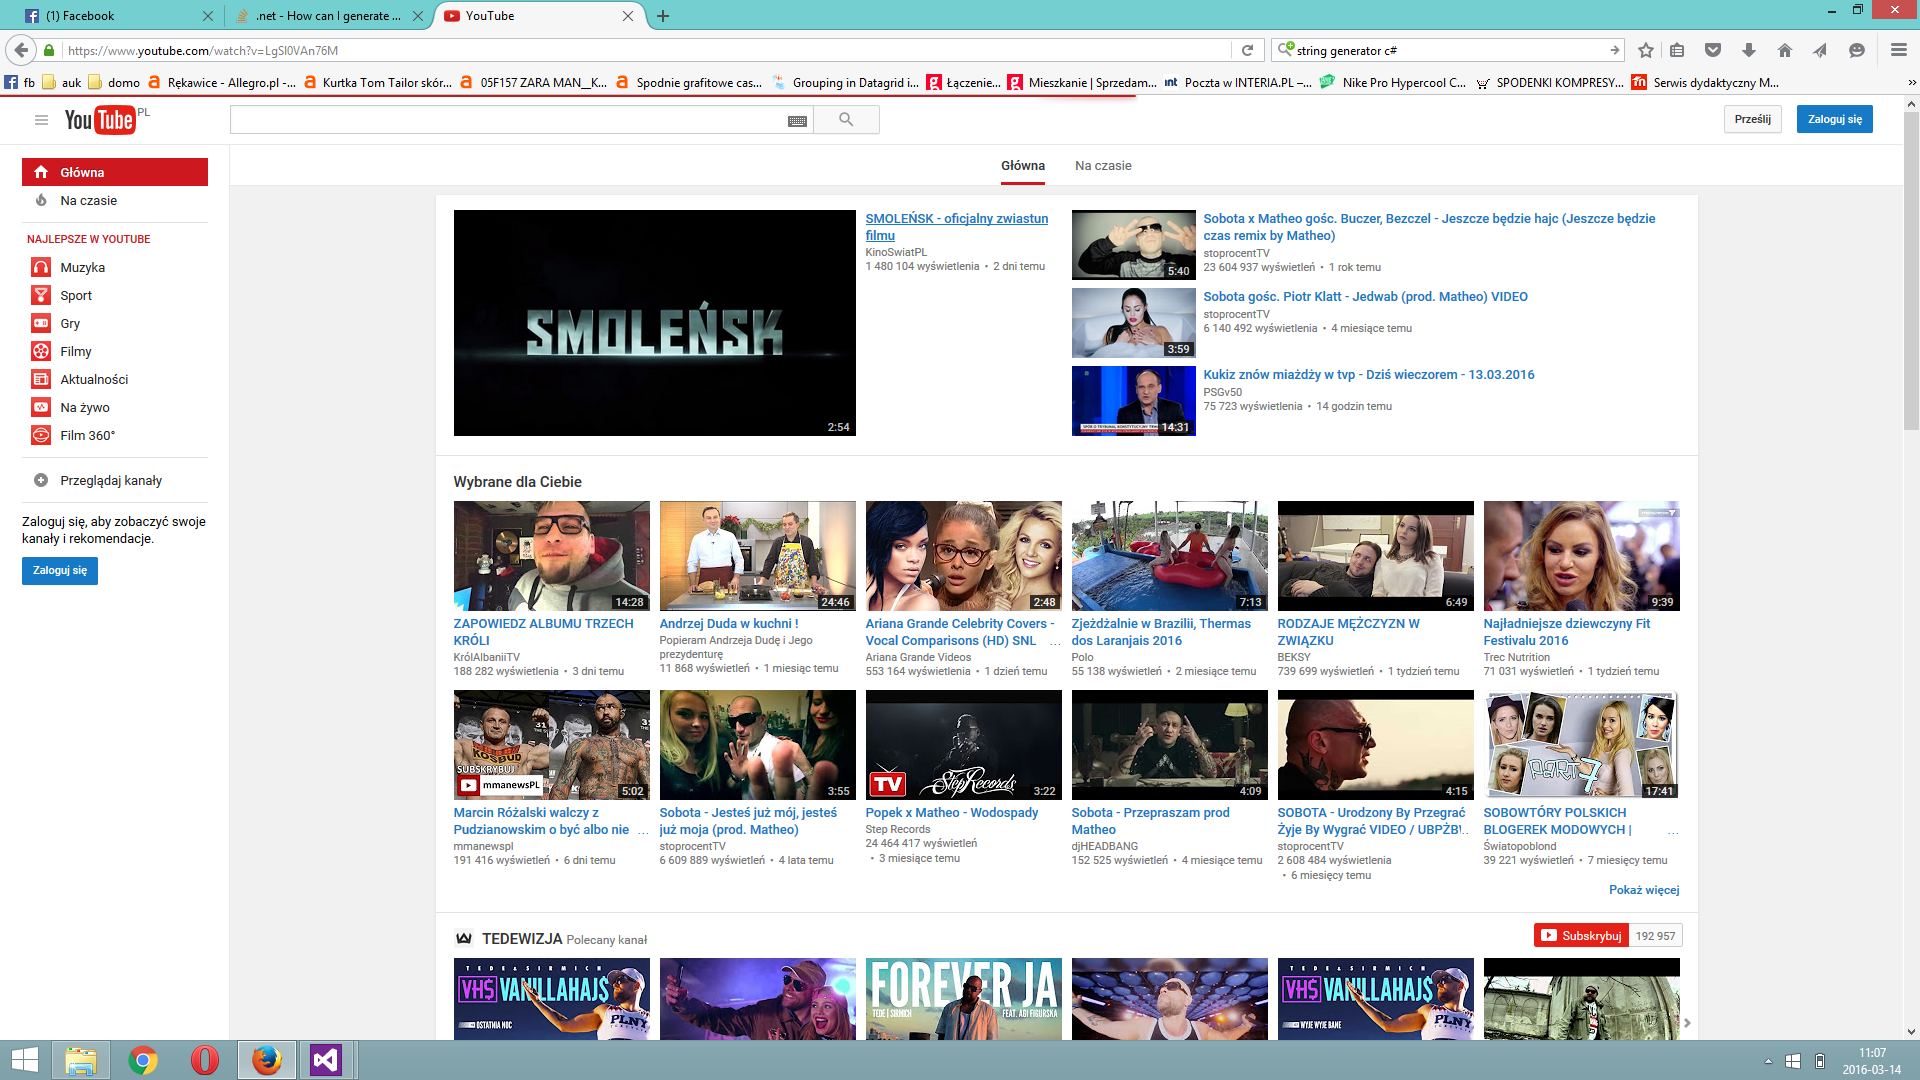 (1) Facebook
.net - How can I generate ...
YouTube
https://www.youtube.com/watch?v=LgSI0VAn76M
string generator c#
fb
auk
domo
Rękawice - Allegro.pl -...
Kurtka Tom Tailor skór...
05F157 ZARA MAN__K...
Spodnie grafitowe cas...
Grouping in Datagrid i...
Łączenie...
Mieszkanie | Sprzedam...
Poczta w INTERIA.PL –...
Nike Pro Hypercool C...
SPODENKI KOMPRESY...
Serwis dydaktyczny M...
YouTube PL
Prześlij
Zaloguj się
Główna
Na czasie
Główna
Na czasie
NAJLEPSZE W YOUTUBE
Muzyka
Sport
Gry
Filmy
Aktualności
Na żywo
Film 360°
Przeglądaj kanały
Zaloguj się, aby zobaczyć swoje
kanały i rekomendacje.
Zaloguj się
SMOLEŃSK
2:54
SMOLEŃSK - oficjalny zwiastun
filmu
KinoSwiatPL
1 480 104 wyświetlenia • 2 dni temu
5:40
Sobota x Matheo gośc. Buczer, Bezczel - Jeszcze będzie hajc (Jeszcze będzie
czas remix by Matheo)
stoprocentTV
23 604 937 wyświetleń • 1 rok temu
3:59
Sobota gośc. Piotr Klatt - Jedwab (prod. Matheo) VIDEO
stoprocentTV
6 140 492 wyświetlenia • 4 miesiące temu
14:31
Kukiz znów miażdży w tvp - Dziś wieczorem - 13.03.2016
PSGv50
75 723 wyświetlenia • 14 godzin temu
Wybrane dla Ciebie
14:28
24:46
2:48
7:13
6:49
9:39
ZAPOWIEDZ ALBUMU TRZECH
KRÓLI
KrólAlbaniiTV
188 282 wyświetlenia • 3 dni temu
Andrzej Duda w kuchni !
Popieram Andrzeja Dudę i Jego
prezydenturę
11 868 wyświetleń • 1 miesiąc temu
Ariana Grande Celebrity Covers -
Vocal Comparisons (HD) SNL ...
Ariana Grande Videos
553 164 wyświetlenia • 1 dzień temu
Zjeżdżalnie w Brazilii, Thermas
dos Laranjais 2016
Polo
55 138 wyświetleń • 2 miesiące temu
RODZAJE MĘŻCZYZN W
ZWIĄZKU
BEKSY
739 699 wyświetleń • 1 tydzień temu
Najładniejsze dziewczyny Fit
Festivalu 2016
Trec Nutrition
71 031 wyświetleń • 1 tydzień temu
KOSBUD
SUBSKRYBUJ
mmanewsPL
5:02
3:55
TV
StepRecords
3:22
4:09
4:15
PART 7
17:41
Marcin Różalski walczy z
Pudzianowskim o być albo nie ...
mmanewspl
191 416 wyświetleń • 6 dni temu
Sobota - Jesteś już mój, jesteś
już moja (prod. Matheo)
stoprocentTV
6 609 889 wyświetleń • 4 lata temu
Popek x Matheo - Wodospady
Step Records
24 464 417 wyświetleń
• 3 miesiące temu
Sobota - Przepraszam prod
Matheo
djHEADBANG
152 525 wyświetleń • 4 miesiące temu
SOBOTA - Urodzony By Przegrać
Żyje By Wygrać VIDEO / UBPŻBW...
stoprocentTV
2 608 484 wyświetlenia
• 6 miesięcy temu
SOBOWTÓRY POLSKICH
BLOGEREK MODOWYCH | ...
Światopoblond
39 221 wyświetleń • 7 miesięcy temu
Pokaż więcej
TEDEWIZJA Polecany kanał
Subskrybuj 192 957
TEDE & SIRMICH
VHS VANILLAHAJS
PLNY
OSTATNIA NOC
FOREVER JA
TEDE | SIRMICH
FEAT. ABI FIGURSKA
TEDE & SIRMICH
VHS VANILLAHAJS
PLNY
WYJE WYJE BANE
11:07
2016-03-14